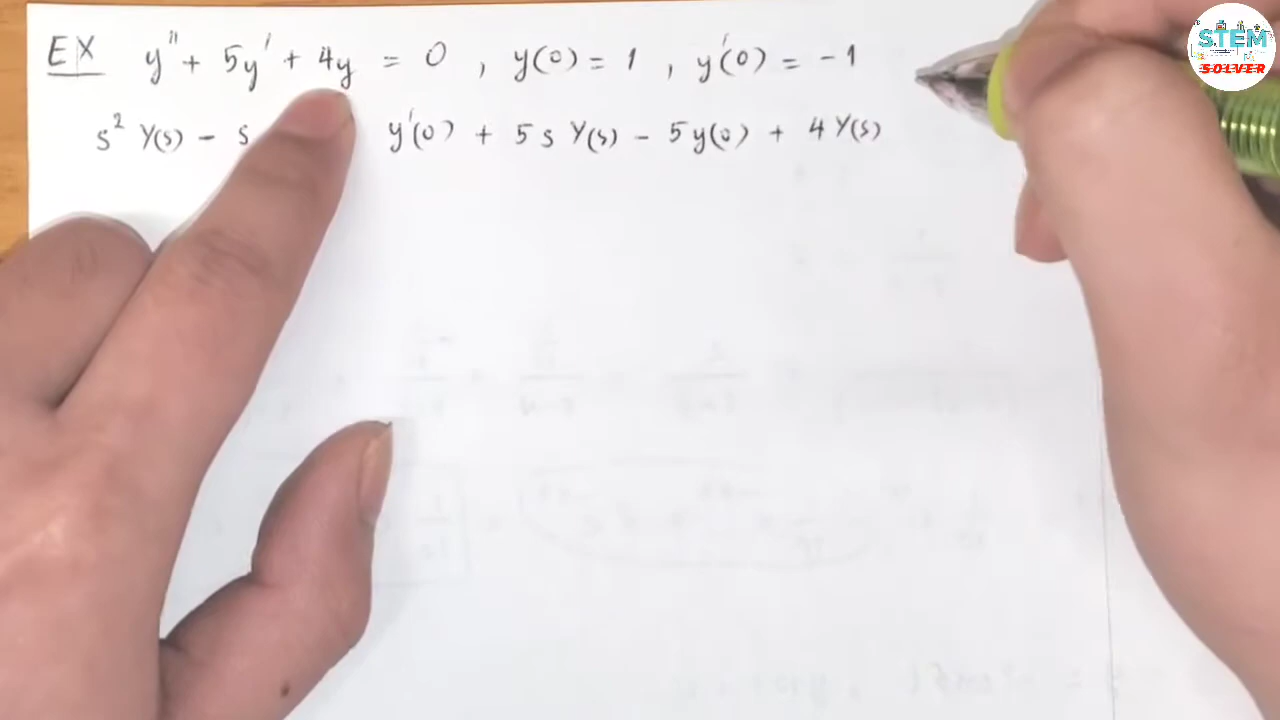 STEM
SOLVER
EX y'' + 5y' + 4y = 0 , y(0) = 1 , y'(0) = -1
s² Y(s) - s y'(0) + 5 s Y(s) - 5 y(0) + 4 Y(s)